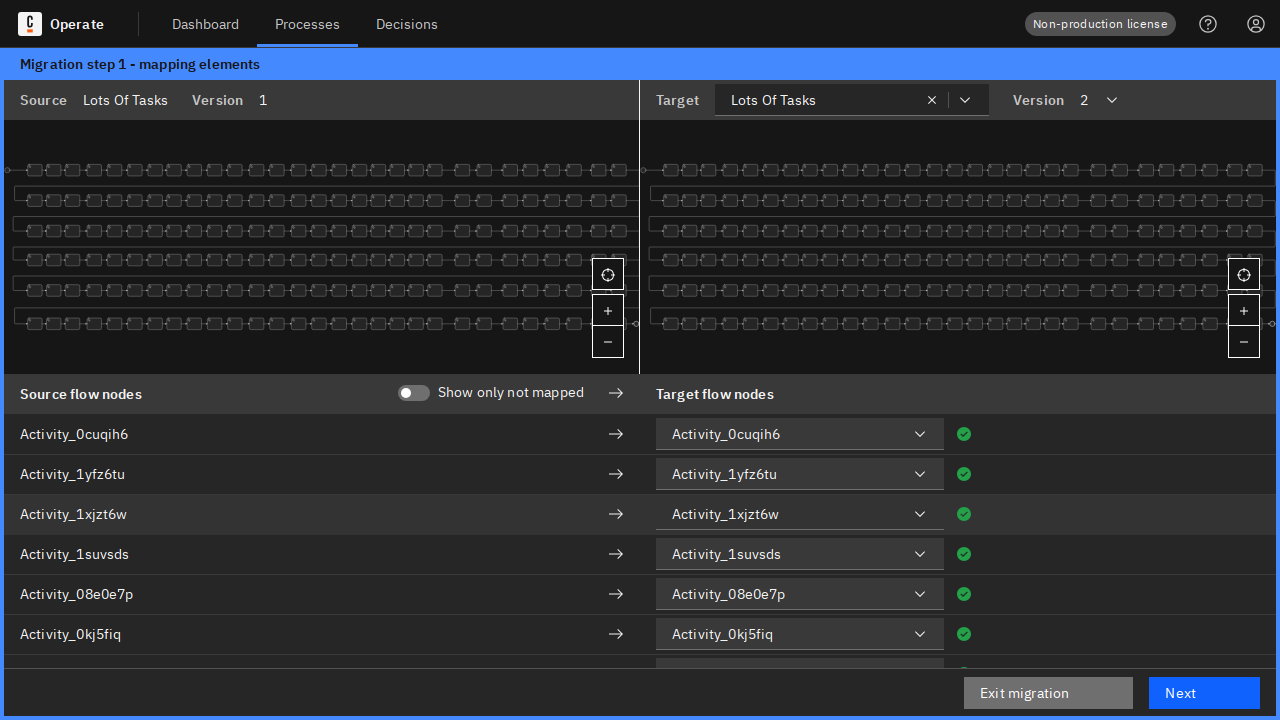 C Operate Dashboard Processes Decisions Non-production license
Migration step 1 - mapping elements
Source Lots Of Tasks Version 1 Target Lots Of Tasks Version 2
Source flow nodes Show only not mapped Target flow nodes
Activity_0cuqih6 Activity_0cuqih6
Activity_1yfz6tu Activity_1yfz6tu
Activity_1xjzt6w Activity_1xjzt6w
Activity_1suvsds Activity_1suvsds
Activity_08e0e7p Activity_08e0e7p
Activity_0kj5fiq Activity_0kj5fiq
Exit migration Next